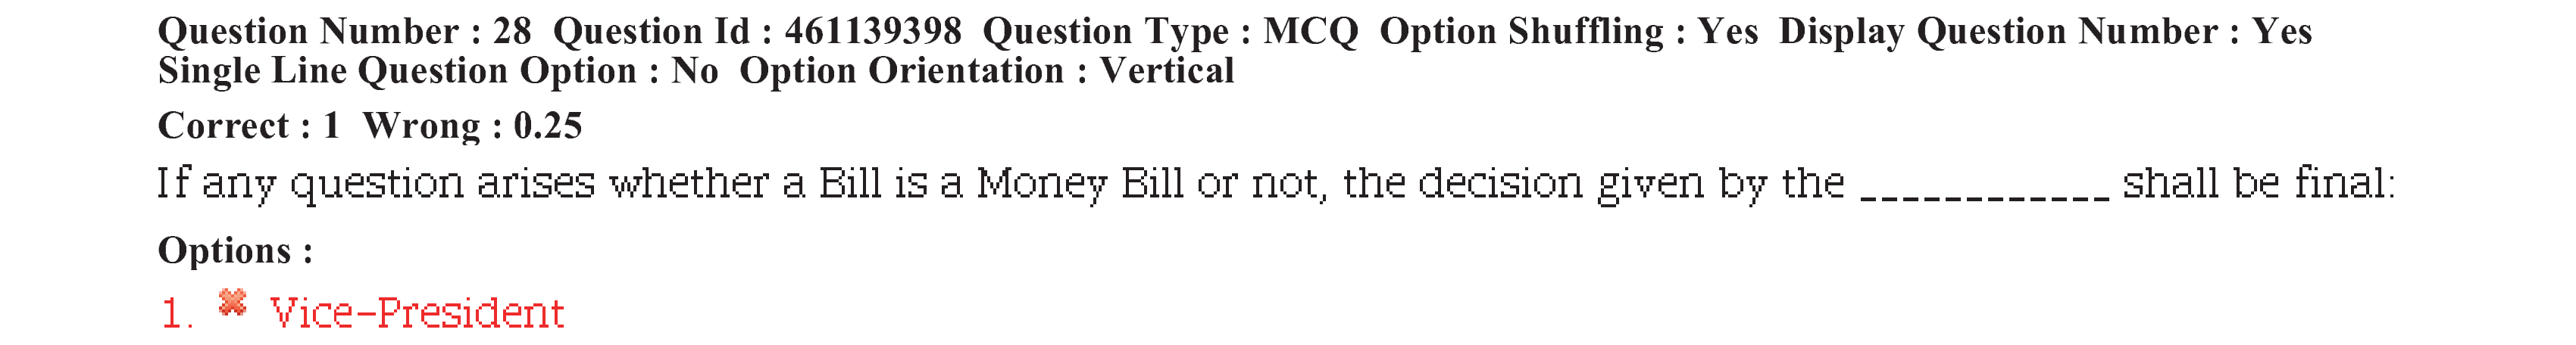 Question Number : 28 Question Id : 461139398 Question Type : MCQ Option Shuffling : Yes Display Question Number : Yes
Single Line Question Option : No Option Orientation : Vertical
Correct : 1 Wrong : 0.25
If any question arises whether a Bill is a Money Bill or not, the decision given by the ____________ shall be final:
Options :
1. ✖ Vice-President